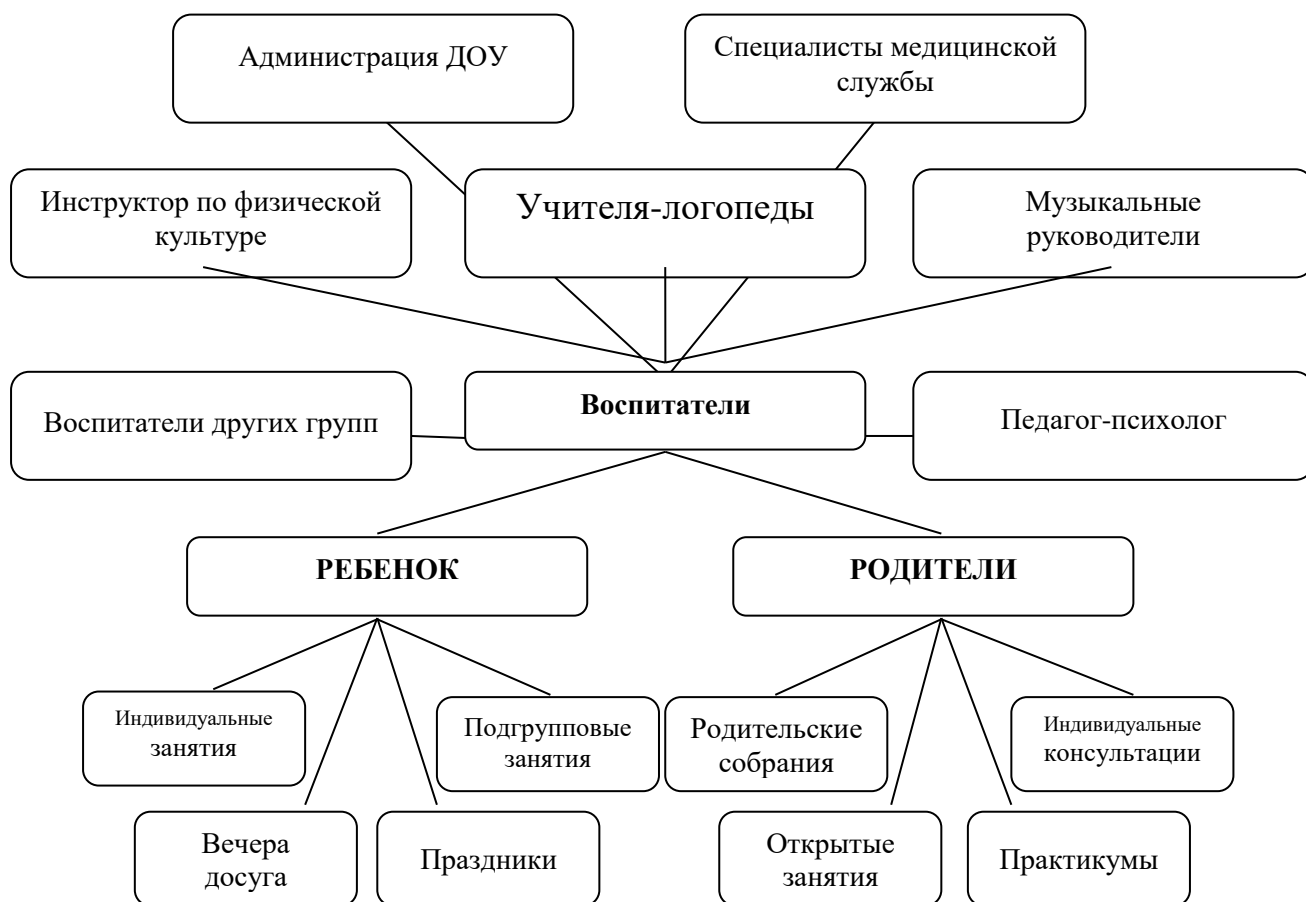 Администрация ДОУ
Специалисты медицинской
службы
Инструктор по физической
культуре
Учителя-логопеды
Музыкальные
руководители
Воспитатели других групп
Воспитатели
Педагог-психолог
РЕБЕНОК
РОДИТЕЛИ
Индивидуальные
занятия
Подгрупповые
занятия
Родительские
собрания
Индивидуальные
консультации
Вечера
досуга
Праздники
Открытые
занятия
Практикумы